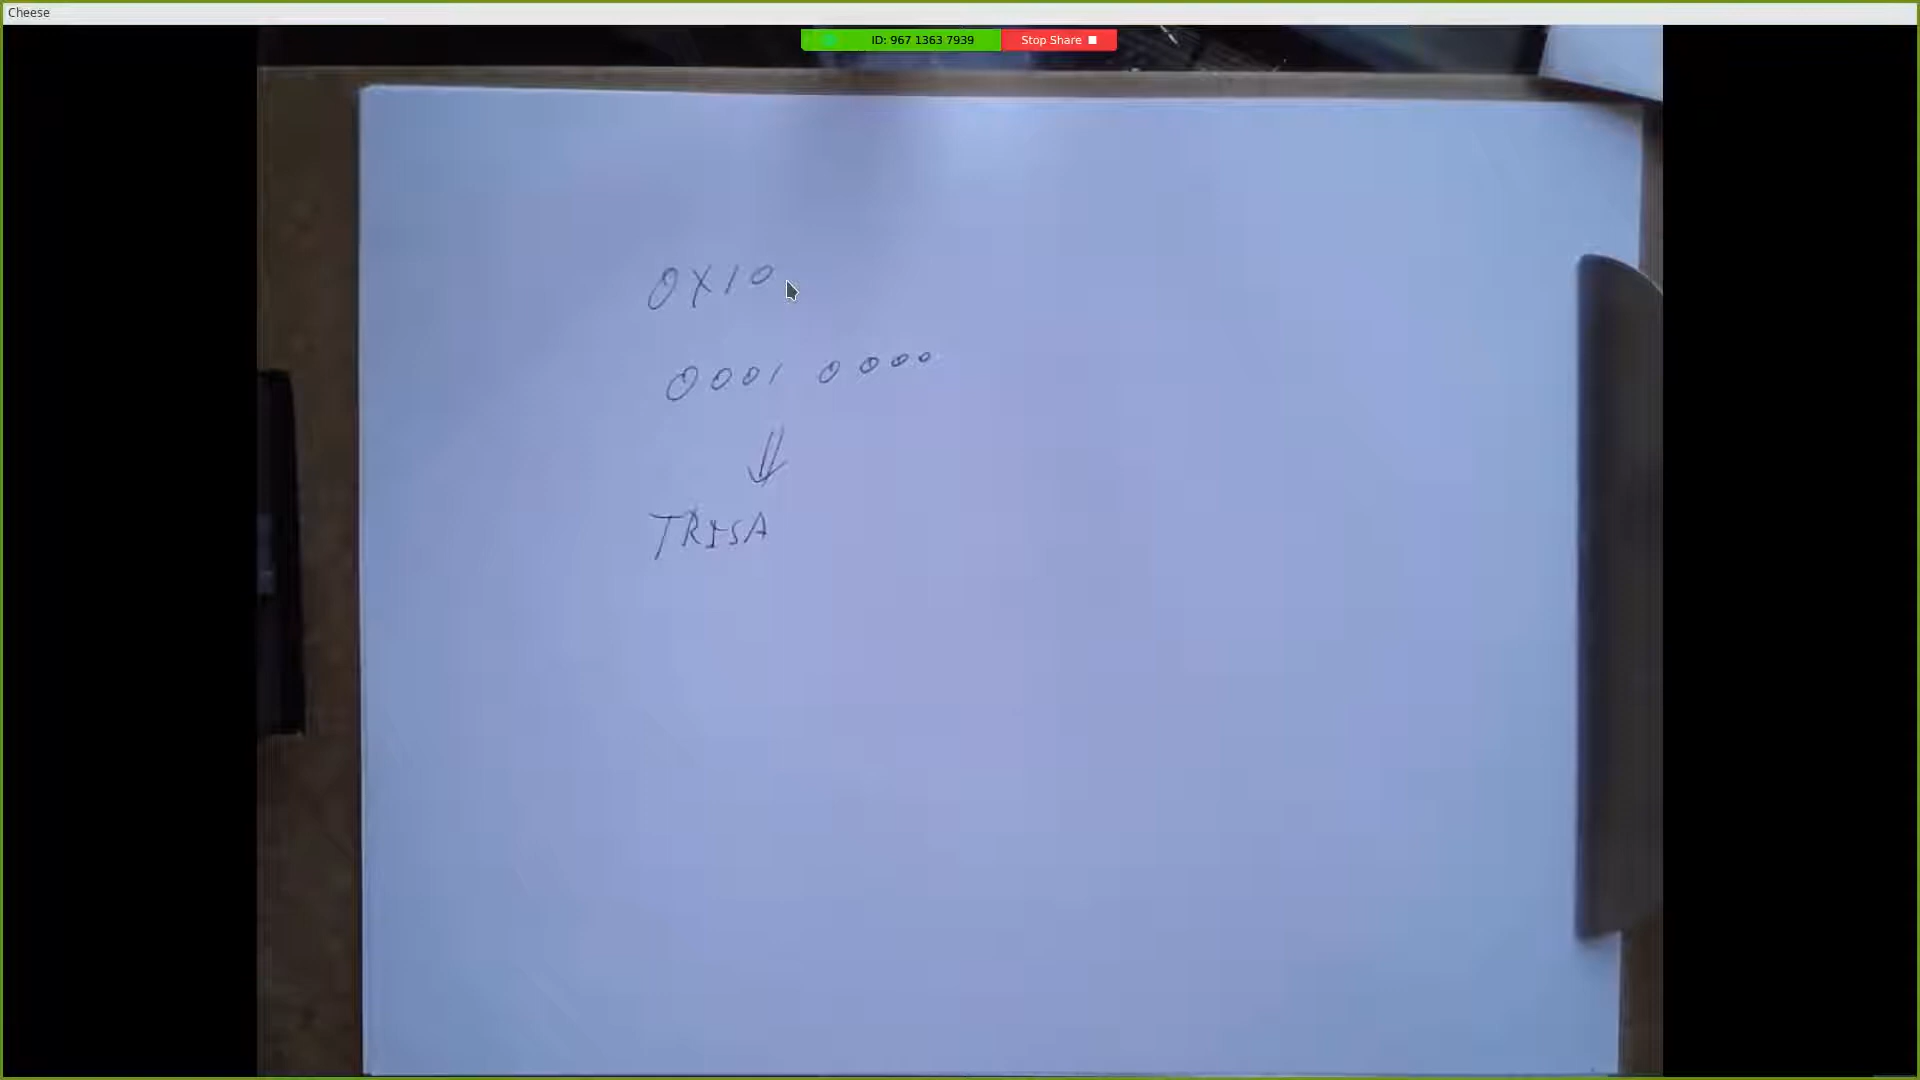 Cheese
ID: 967 1363 7939 Stop Share
0X10
0001 0000
⇓
TRISA